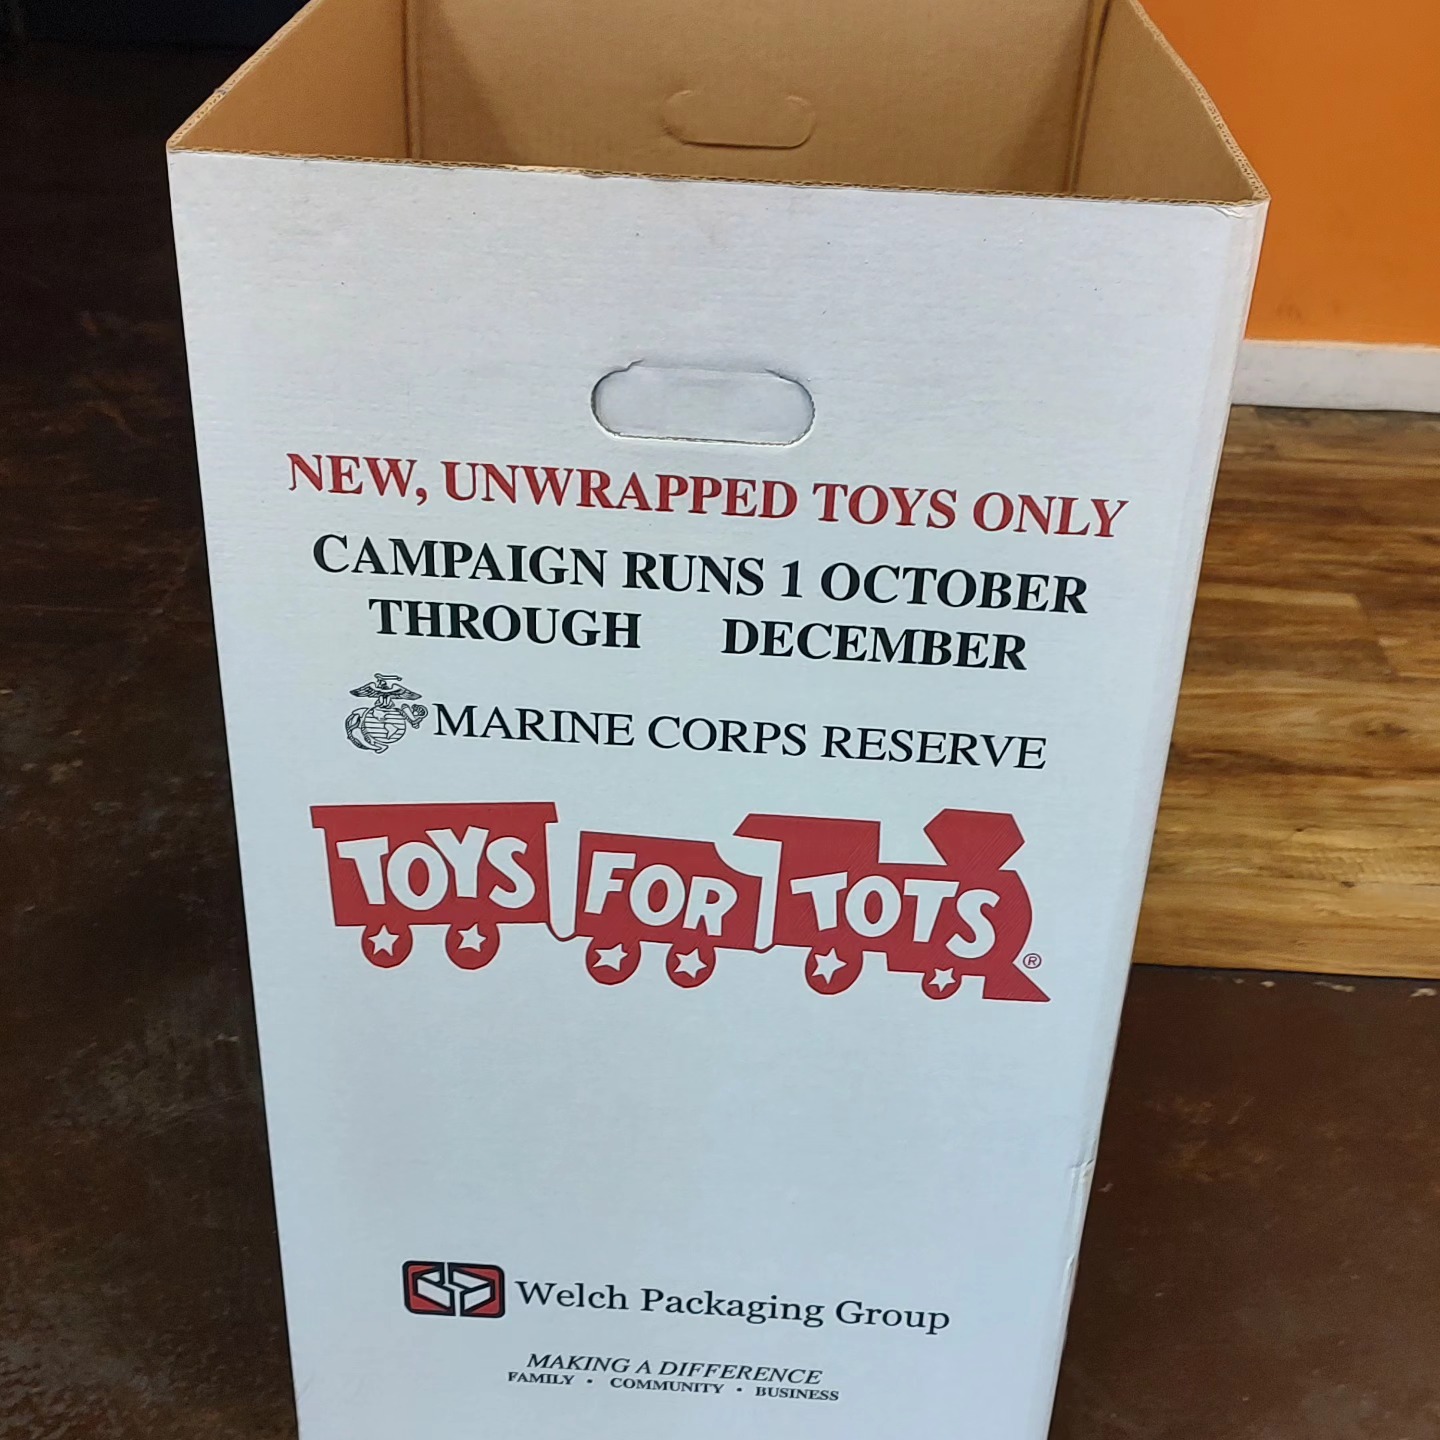 NEW, UNWRAPPED TOYS ONLY
CAMPAIGN RUNS 1 OCTOBER
THROUGH DECEMBER
MARINE CORPS RESERVE
TOYS FOR TOTS ®
Welch Packaging Group
MAKING A DIFFERENCE
FAMILY • COMMUNITY • BUSINESS